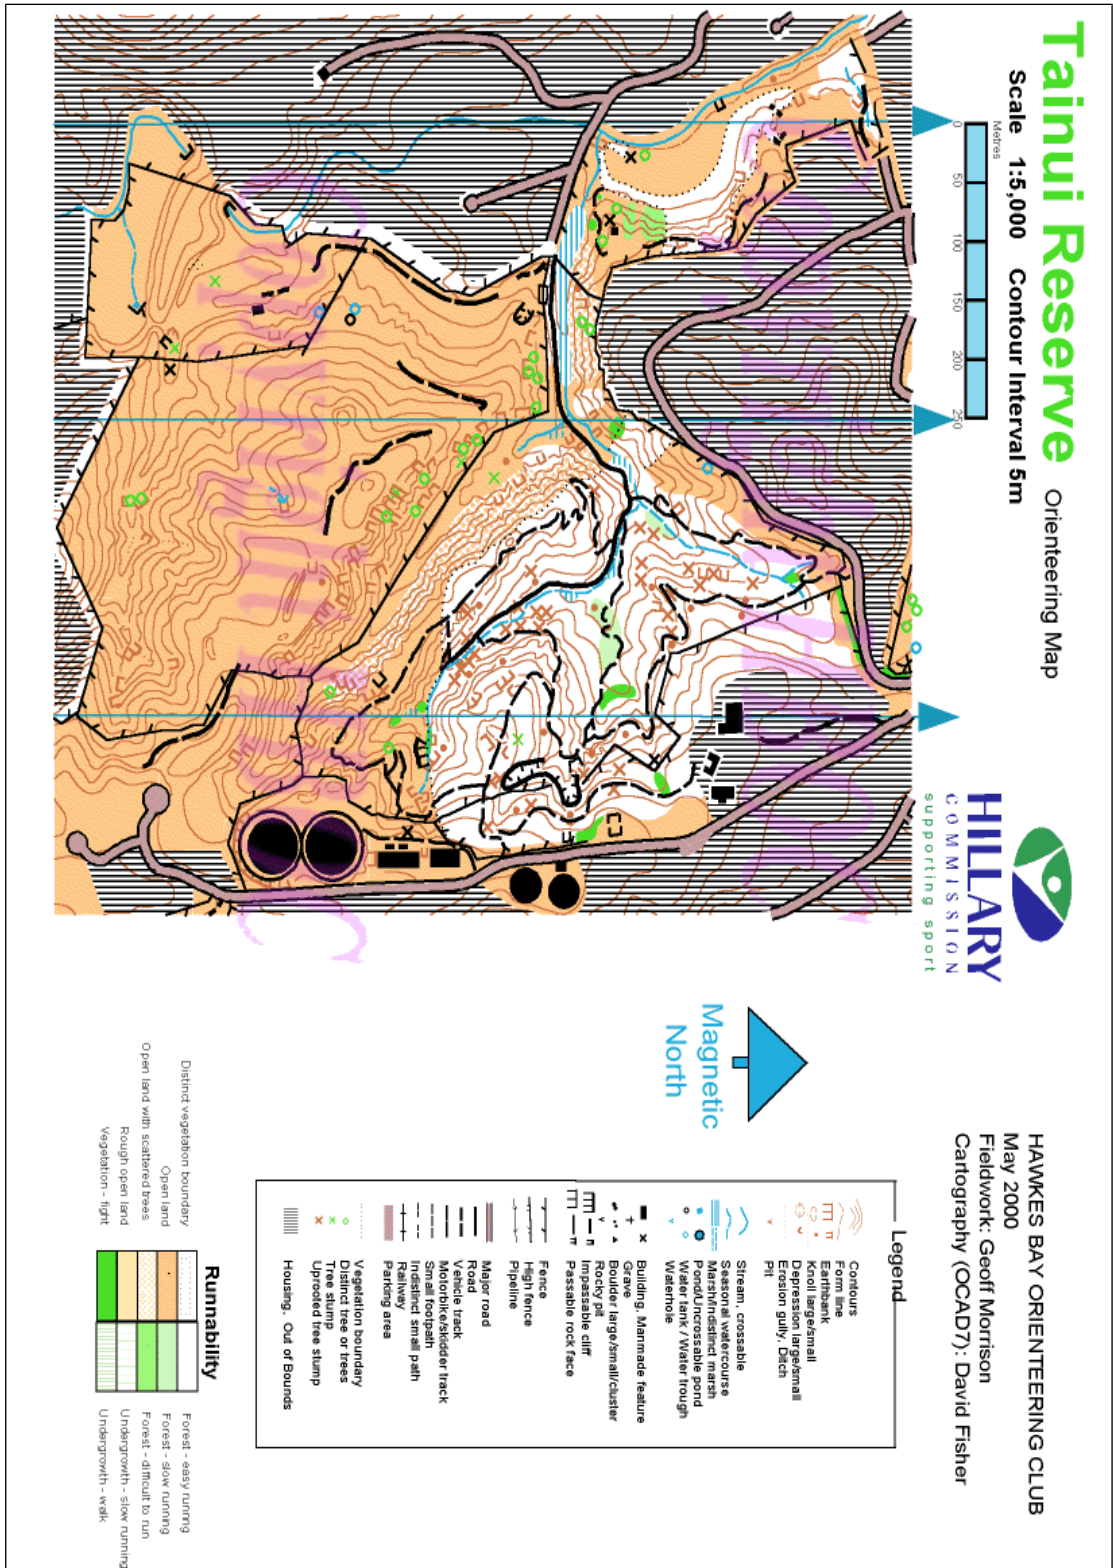 Tainui Reserve Orienteering Map
Scale 1:5,000 Contour Interval 5m
Metres
0 50 100 150 200 250
HILLARY
COMMISSION
supporting sport
Magnetic
North
HAWKES BAY ORIENTEERING CLUB
May 2000
Fieldwork: Geoff Morrison
Cartography (OCAD7): David Fisher
Legend
Contours
Form line
Earthbank
Knoll large/small
Depression large/small
Erosion gully, Ditch
Pit
Stream, crossable
Seasonal watercourse
Marsh/Indistinct marsh
Pond/Uncrossable pond
Water tank / Water trough
Waterhole
Building, Manmade feature
Grave
Boulder large/small/cluster
Rocky pit
Impassable cliff
Passable rock face
Fence
High fence
Pipeline
Major road
Road
Vehicle track
Motorbike/skidder track
Small footpath
Indistinct small path
Railway
Parking area
Vegetation boundary
Distinct tree or trees
Tree stump
Uprooted tree stump
Housing, Out of Bounds
Runnability
Distinct vegetation boundary
Open land
Open land with scattered trees
Rough open land
Vegetation - fight
Forest - easy running
Forest - slow running
Forest - difficult to run
Undergrowth - slow running
Undergrowth - walk